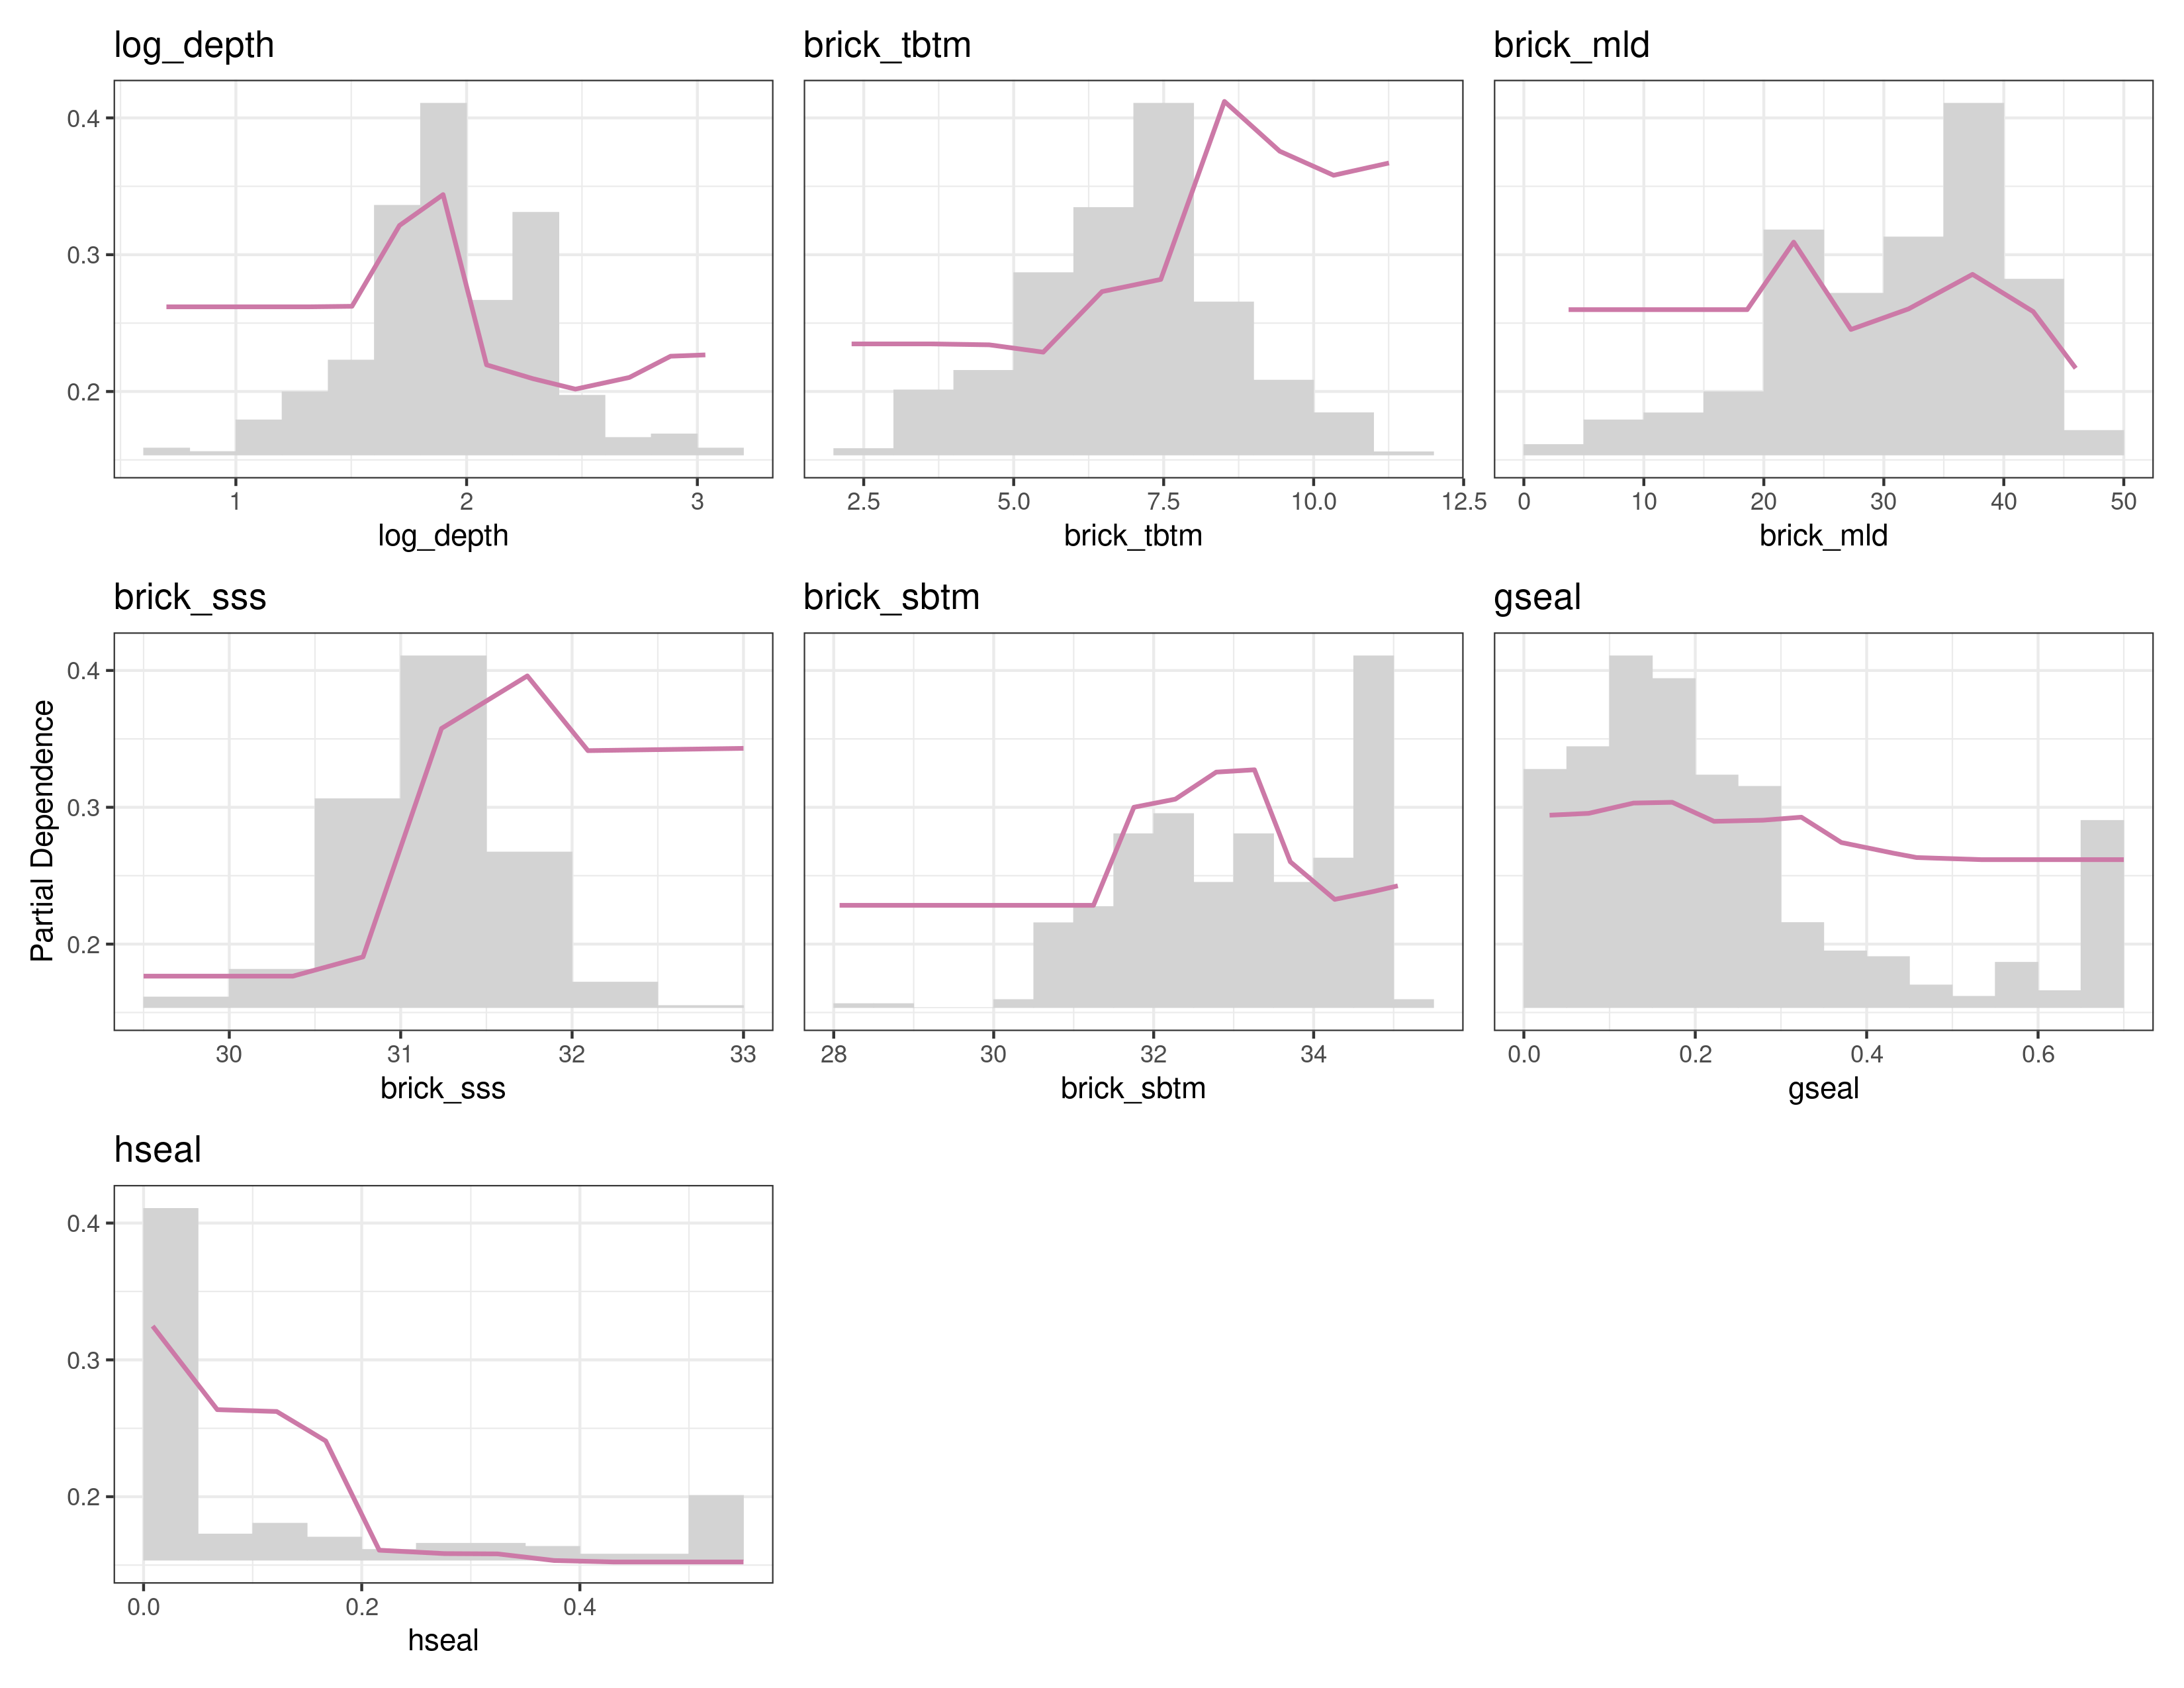 log_depth brick_tbtm brick_mld
0.4
0.3
0.2
1 2 3 2.5 5.0 7.5 10.0 12.5 0 10 20 30 40 50
log_depth brick_tbtm brick_mld
brick_sss brick_sbtm gseal
0.4
0.3
0.2
Partial Dependence
30 31 32 33 28 30 32 34 0.0 0.2 0.4 0.6
brick_sss brick_sbtm gseal
hseal
0.4
0.3
0.2
0.0 0.2 0.4
hseal